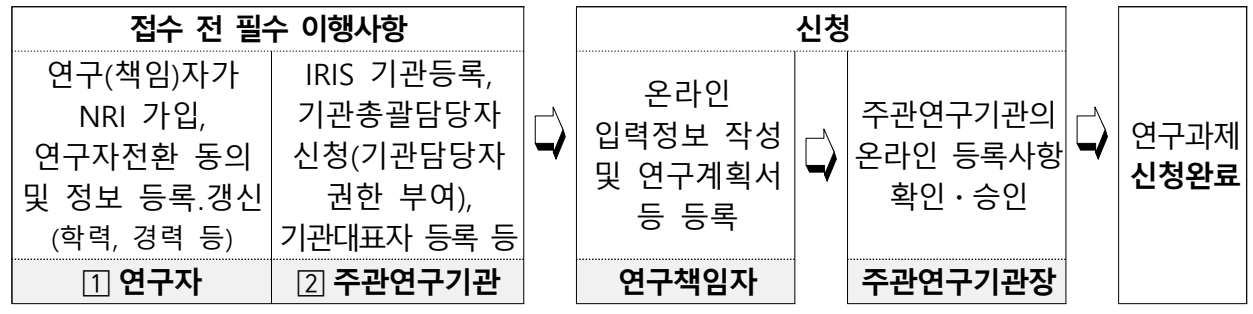 접수 전 필수 이행사항
연구(책임)자가
NRI 가입,
연구자전환 동의
및 정보 등록.갱신
(학력, 경력 등)
1 연구자
IRIS 기관등록,
기관총괄담당자
신청(기관담당자
권한 부여),
기관대표자 등록 등
2 주관연구기관
신청
온라인
입력정보 작성
및 연구계획서
등 등록
연구책임자
주관연구기관의
온라인 등록사항
확인·승인
주관연구기관장
연구과제
신청완료